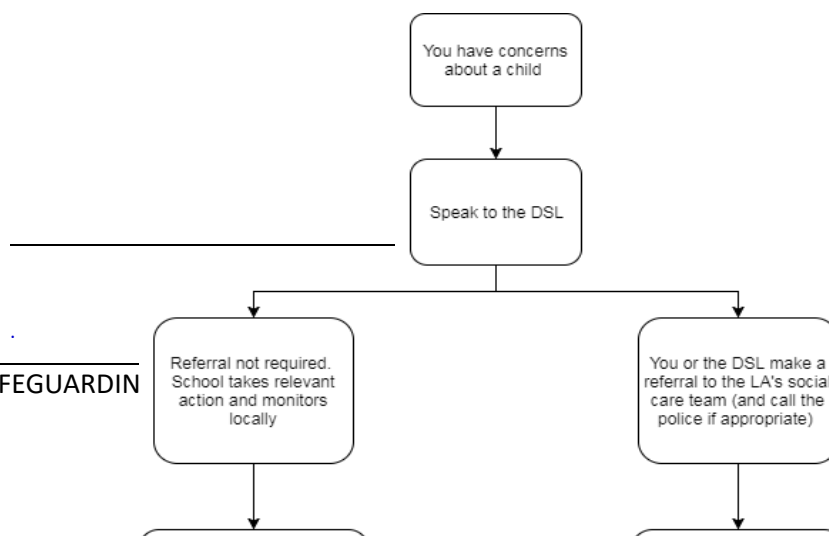 You have concerns
about a child
Speak to the DSL
Referral not required.
School takes relevant
action and monitors
locally
You or the DSL make a
referral to the LA's social
care team (and call the
police if appropriate)
FEGUARDIN